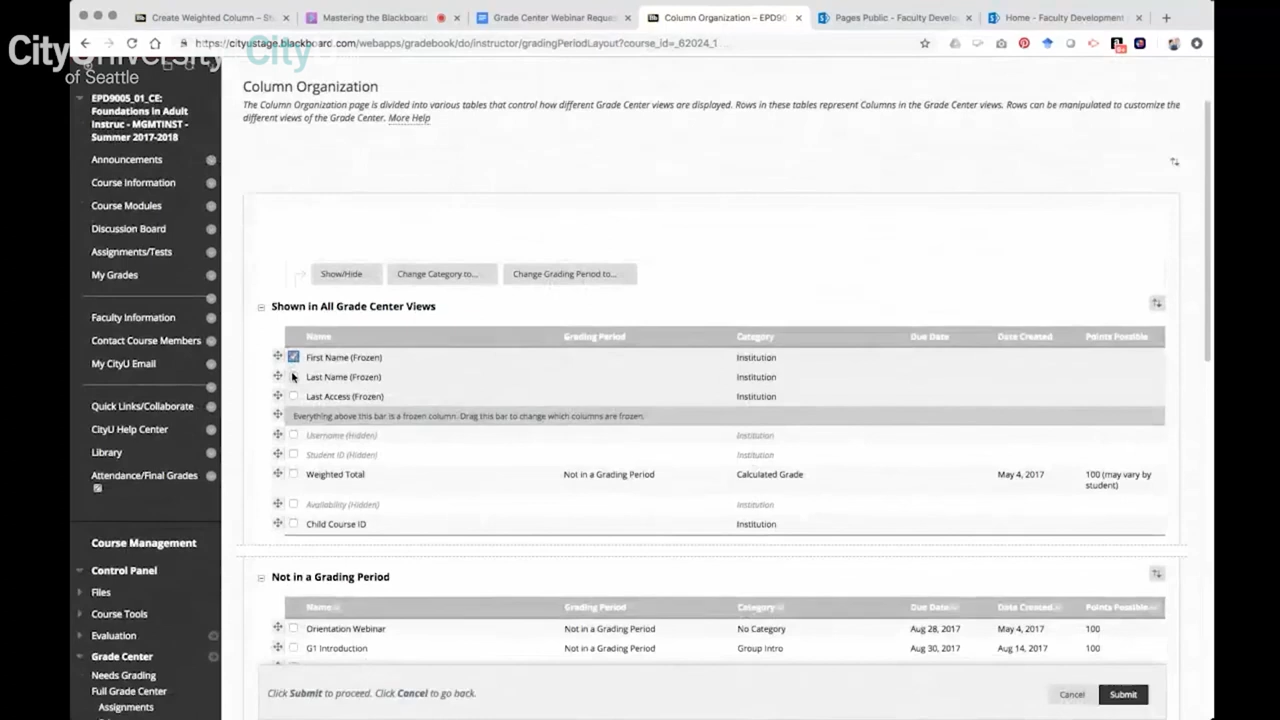 Create Weighted Column – St
Mastering the Blackboard
Grade Center Webinar Reque
Column Organization – EPD90
Pages Public - Faculty Develo
Home - Faculty Development
https://cityustage.blackboard.com/webapps/gradebook/do/instructor/gradingPeriodLayout?course_id=_62024_1
CityUniversity
of Seattle
City
EPD9005_01_CE:
Foundations in Adult
Instruc - MGMTINST -
Summer 2017-2018
Announcements
Course Information
Course Modules
Discussion Board
Assignments/Tests
My Grades
Faculty Information
Contact Course Members
My CityU Email
Quick Links/Collaborate
CityU Help Center
Library
Attendance/Final Grades
Course Management
Control Panel
Files
Course Tools
Evaluation
Grade Center
Needs Grading
Full Grade Center
Assignments
Column Organization
The Column Organization page is divided into various tables that control how different Grade Center views are displayed. Rows in these tables represent Columns in the Grade Center views. Rows can be manipulated to customize the
different views of the Grade Center. More Help
Show/Hide Change Category to... Change Grading Period to...
Shown in All Grade Center Views
Name Grading Period Category Due Date Date Created Points Possible
First Name (Frozen) Institution
Last Name (Frozen) Institution
Last Access (Frozen) Institution
Everything above this bar is a frozen column. Drag this bar to change which columns are frozen.
Username (Hidden) Institution
Student ID (Hidden) Institution
Weighted Total Not in a Grading Period Calculated Grade May 4, 2017 100 (may vary by
student)
Availability (Hidden) Institution
Child Course ID Institution
Not in a Grading Period
Name Grading Period Category Due Date Date Created Points Possible
Orientation Webinar Not in a Grading Period No Category Aug 28, 2017 May 4, 2017 100
G1 Introduction Not in a Grading Period Group Intro Aug 30, 2017 Aug 14, 2017 100
Click Submit to proceed. Click Cancel to go back.
Cancel Submit